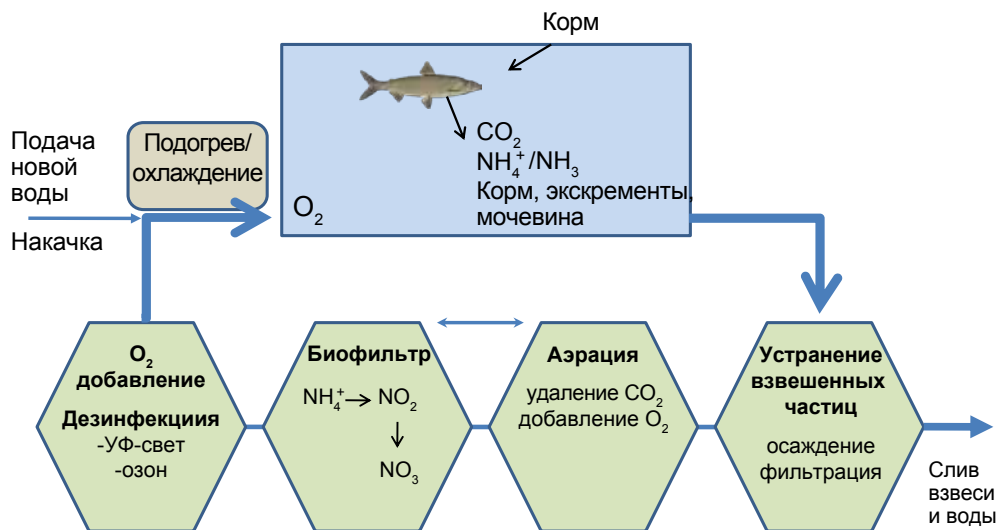 Корм
CO₂
NH₄⁺/NH₃
Корм, экскременты,
мочевина
O₂
Подача
новой
воды
Накачка
Подогрев/
охлаждение
O₂
добавление
Дезинфекциия
-УФ-свет
-озон
Биофильтр
NH₄⁺ NO₂
NO₃
Аэрация
удаление CO₂
добавление O₂
Устранение
взвешенных
частиц
осаждение
фильтрация
Слив
взвеси
и воды